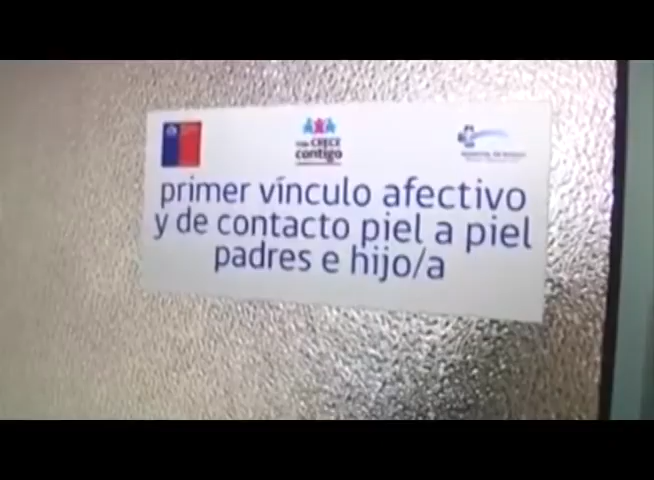 CRECE
contigo
primer vínculo afectivo
y de contacto piel a piel
padres e hijo/a